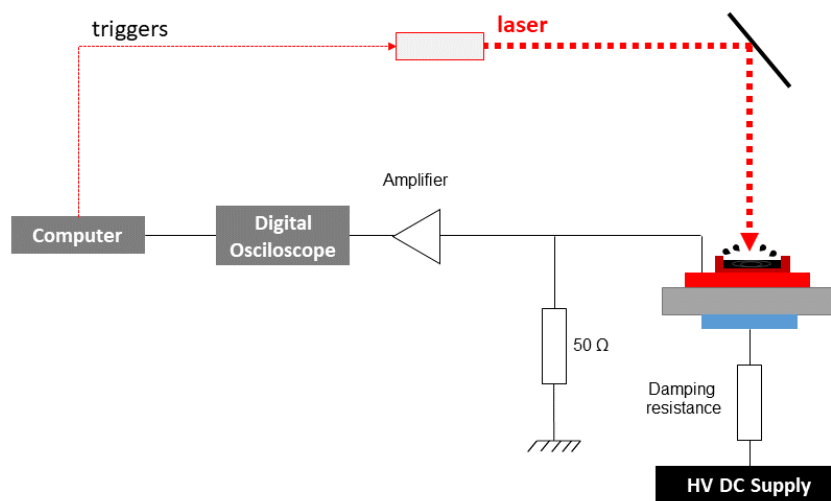 triggers
laser
Amplifier
Computer
Digital
Osciloscope
50 Ω
Damping
resistance
HV DC Supply